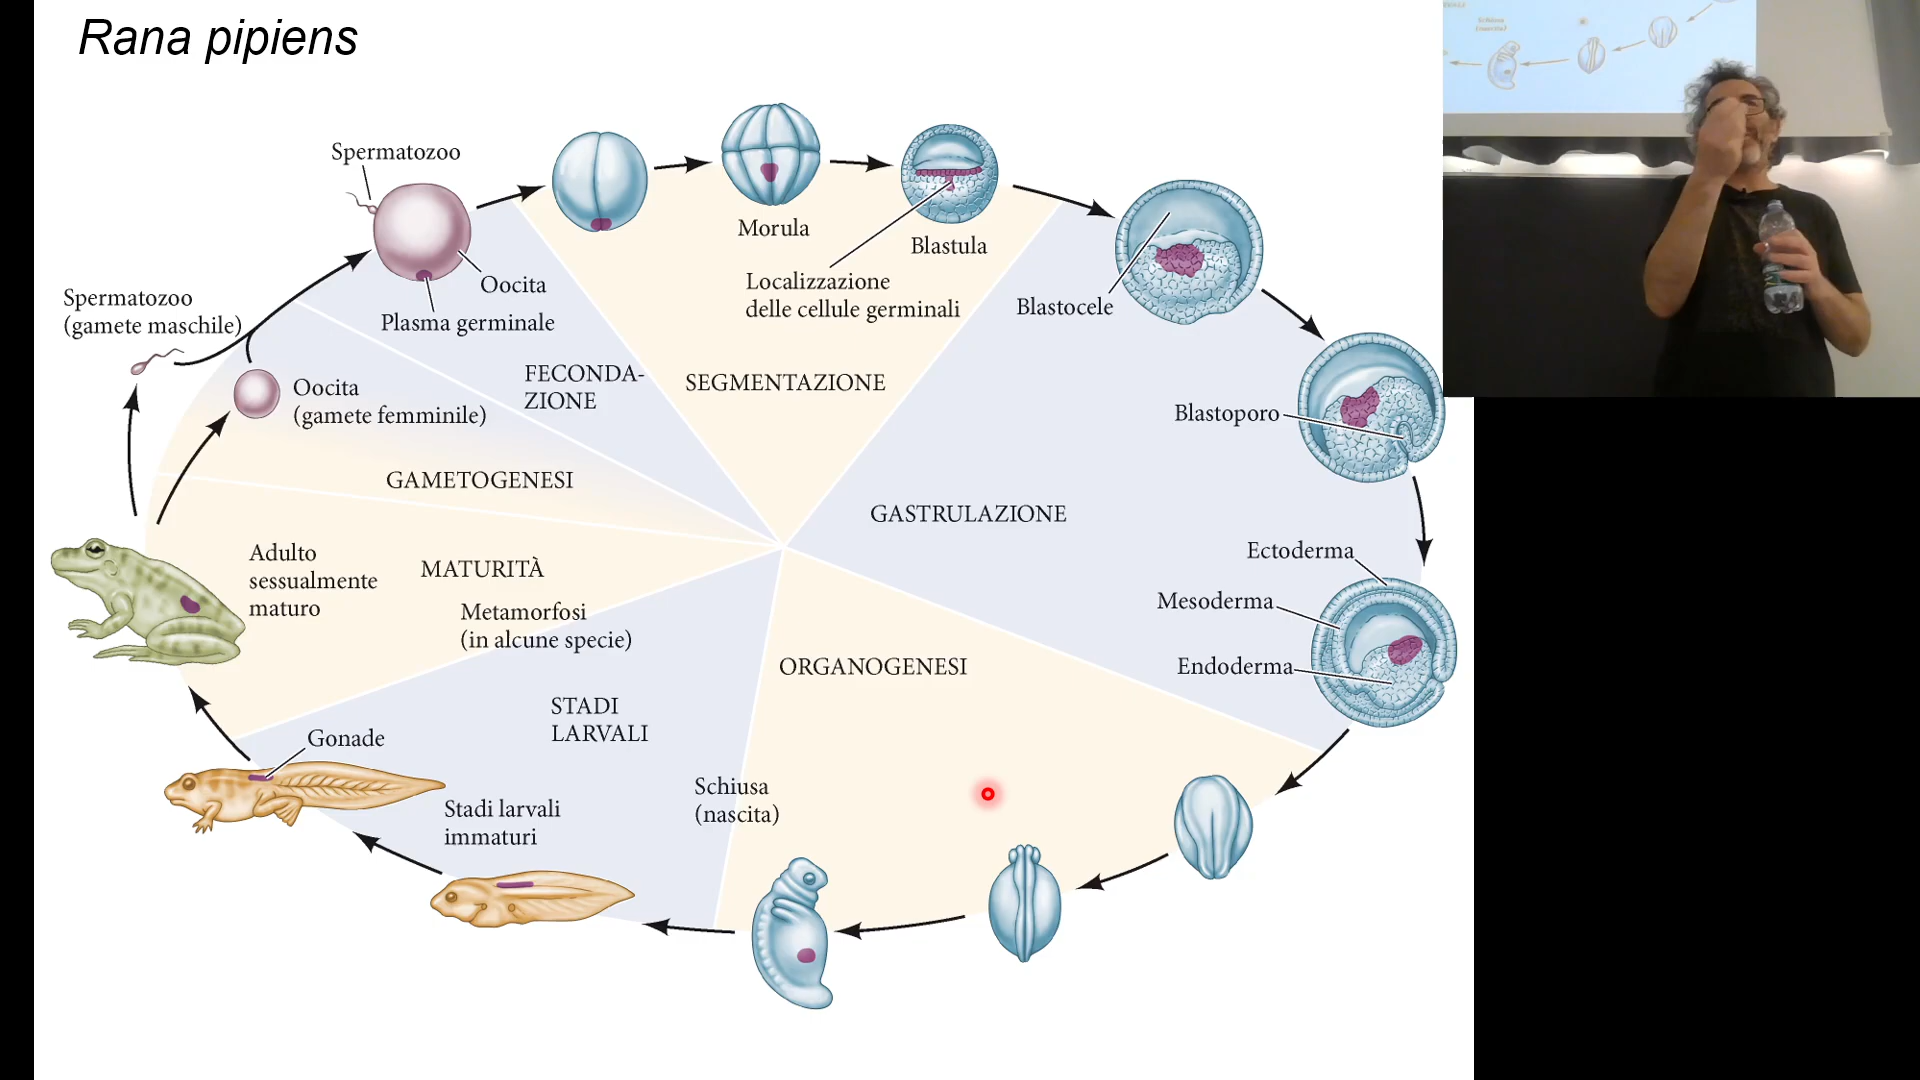 Rana pipiens
Spermatozoo
Oocita
Plasma germinale
Spermatozoo
(gamete maschile)
Oocita
(gamete femminile)
Morula
Blastula
Localizzazione
delle cellule germinali
Blastocele
Blastoporo
FECONDA-
ZIONE
SEGMENTAZIONE
GAMETOGENESI
GASTRULAZIONE
Ectoderma
Mesoderma
Endoderma
Adulto
sessualmente
maturo
MATURITÀ
Metamorfosi
(in alcune specie)
ORGANOGENESI
STADI
LARVALI
Gonade
Schiusa
(nascita)
Stadi larvali
immaturi